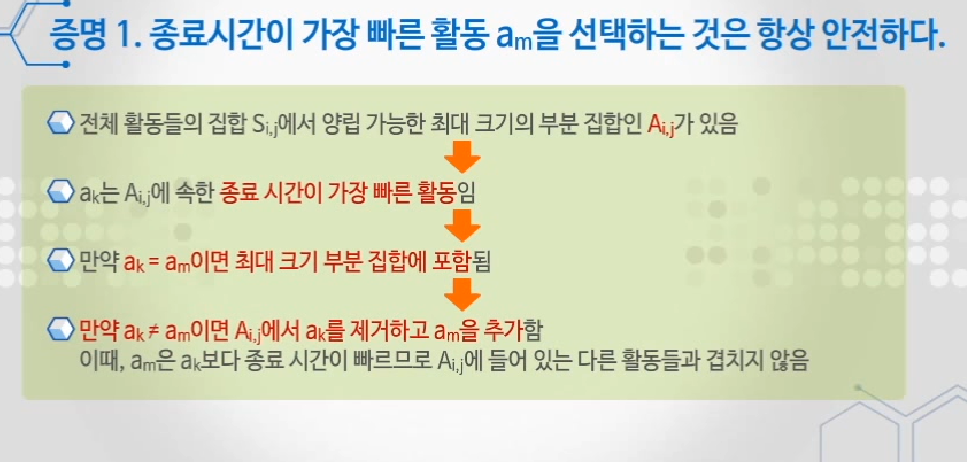 증명 1. 종료시간이 가장 빠른 활동 am을 선택하는 것은 항상 안전하다.
전체 활동들의 집합 Si,j에서 양립 가능한 최대 크기의 부분 집합인 Ai,j가 있음
ak는 Ai,j에 속한 종료 시간이 가장 빠른 활동임
만약 ak = am이면 최대 크기 부분 집합에 포함됨
만약 ak ≠ am이면 Ai,j에서 ak를 제거하고 am을 추가함
이때, am은 ak보다 종료 시간이 빠르므로 Ai,j에 들어 있는 다른 활동들과 겹치지 않음